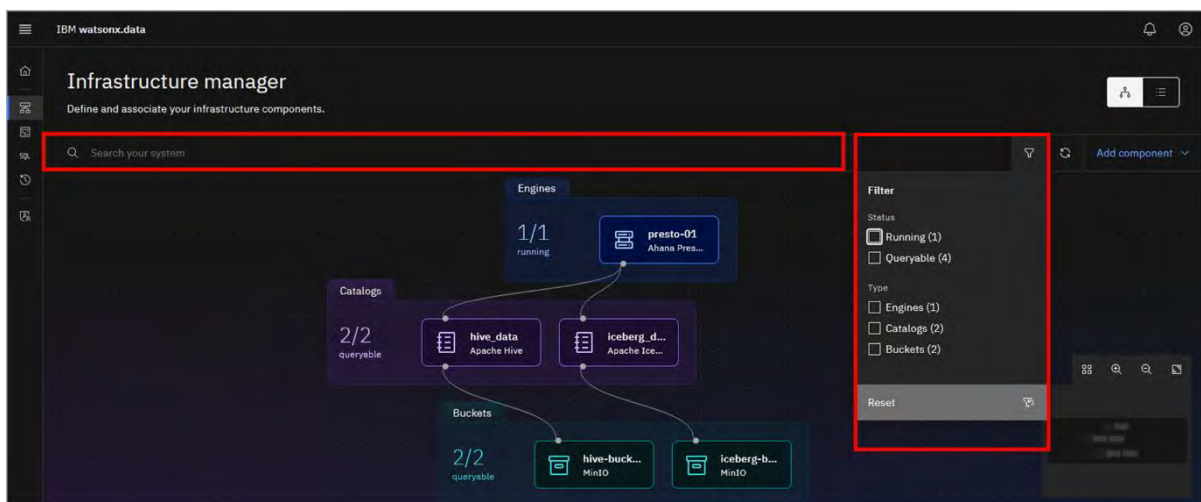 IBM watsonx.data
Infrastructure manager
Define and associate your infrastructure components.
Search your system
Add component
Engines
1/1
running
presto-01
Ahana Pres...
Catalogs
2/2
queryable
hive_data
Apache Hive
iceberg_d...
Apache Ice...
Buckets
2/2
queryable
hive-buck...
MinIO
iceberg-b...
MinIO
Filter
Status
Running (1)
Queryable (4)
Type
Engines (1)
Catalogs (2)
Buckets (2)
Reset
SQL